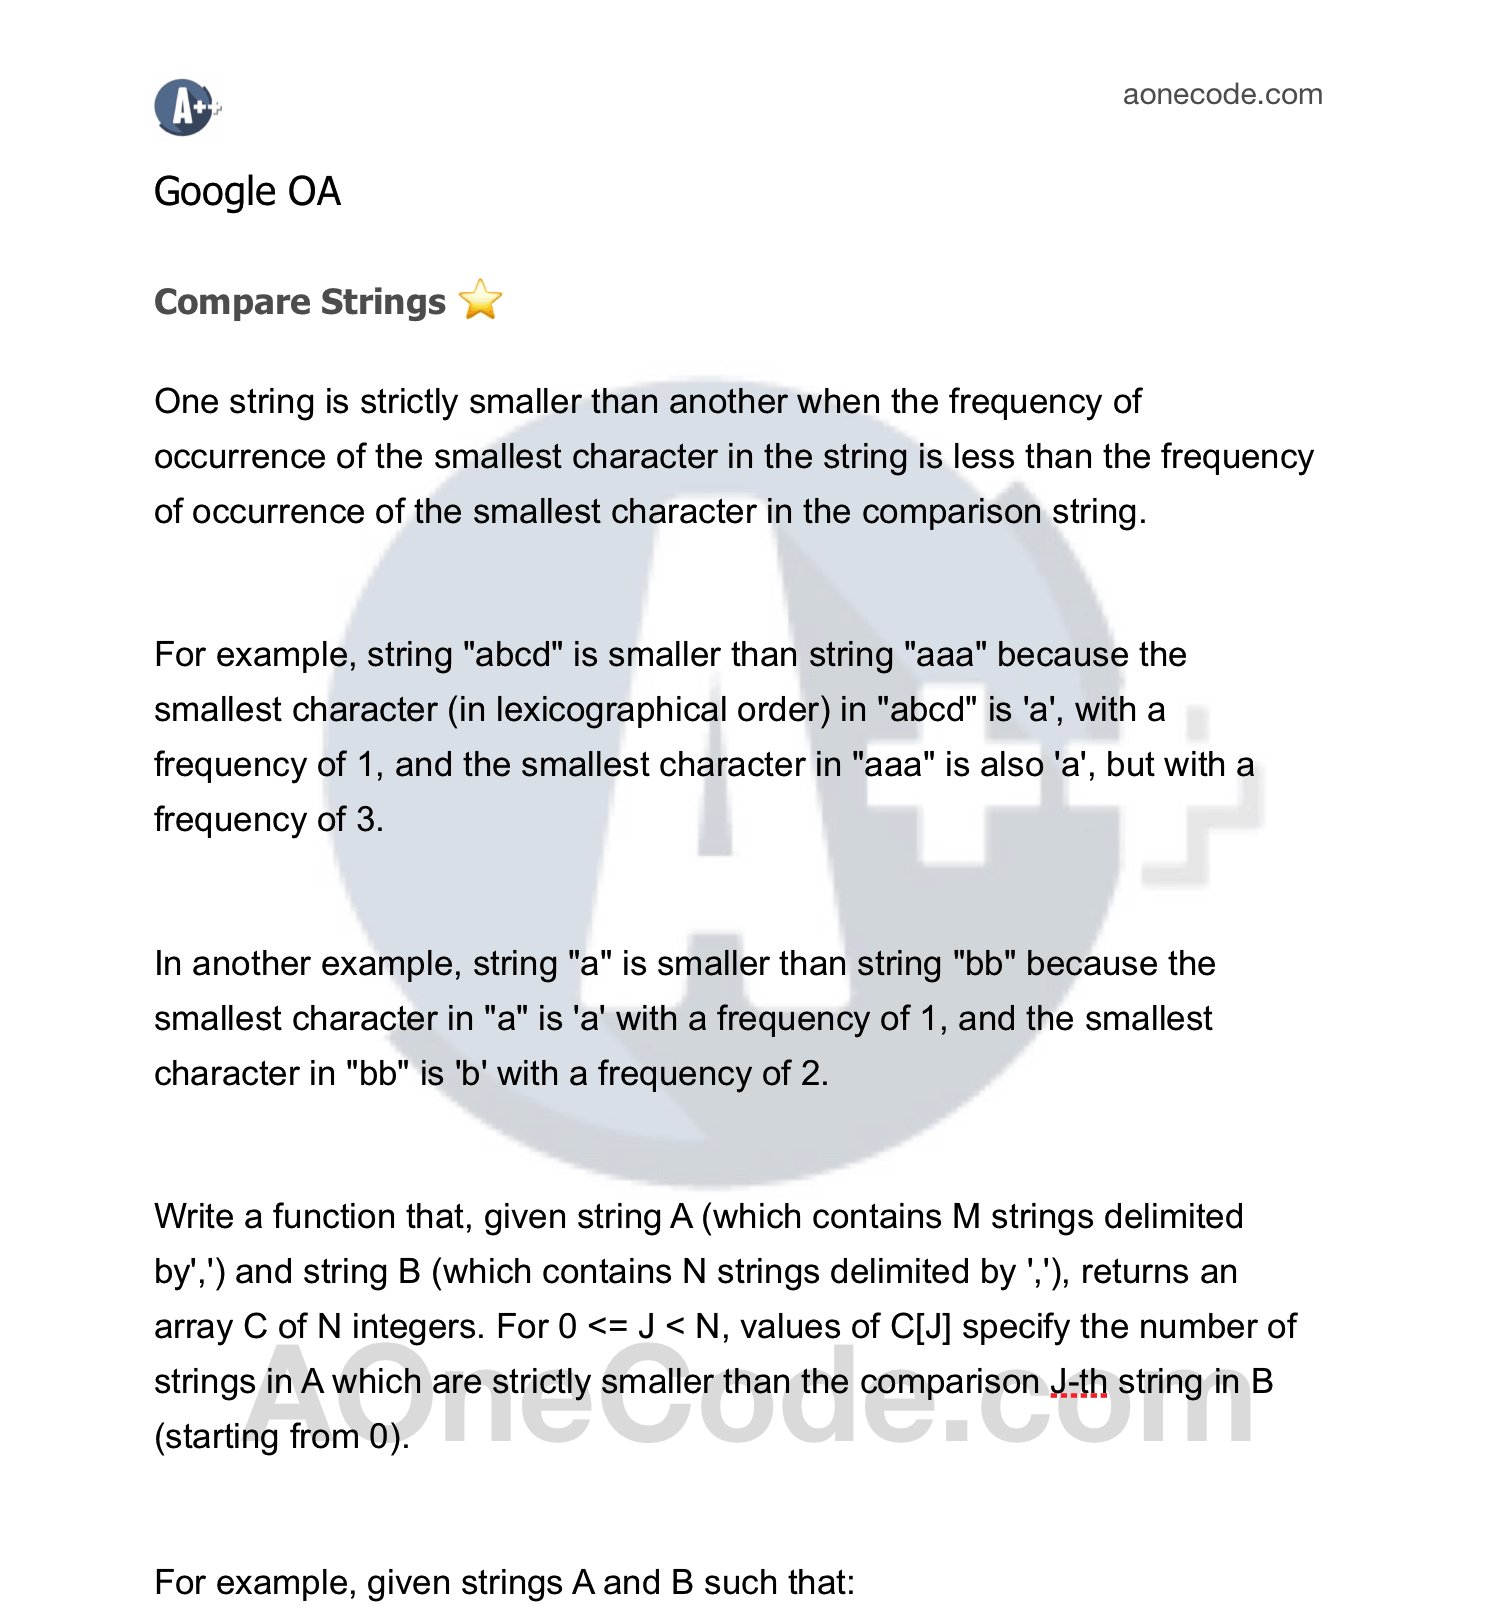 A++
aonecode.com
Google OA
Compare Strings ⭐
One string is strictly smaller than another when the frequency of
occurrence of the smallest character in the string is less than the frequency
of occurrence of the smallest character in the comparison string.
For example, string "abcd" is smaller than string "aaa" because the
smallest character (in lexicographical order) in "abcd" is 'a', with a
frequency of 1, and the smallest character in "aaa" is also 'a', but with a
frequency of 3.
In another example, string "a" is smaller than string "bb" because the
smallest character in "a" is 'a' with a frequency of 1, and the smallest
character in "bb" is 'b' with a frequency of 2.
Write a function that, given string A (which contains M strings delimited
by',') and string B (which contains N strings delimited by ','), returns an
array C of N integers. For 0 <= J < N, values of C[J] specify the number of
strings in A which are strictly smaller than the comparison J-th string in B
(starting from 0).
For example, given strings A and B such that:
A++
AOneCode.com